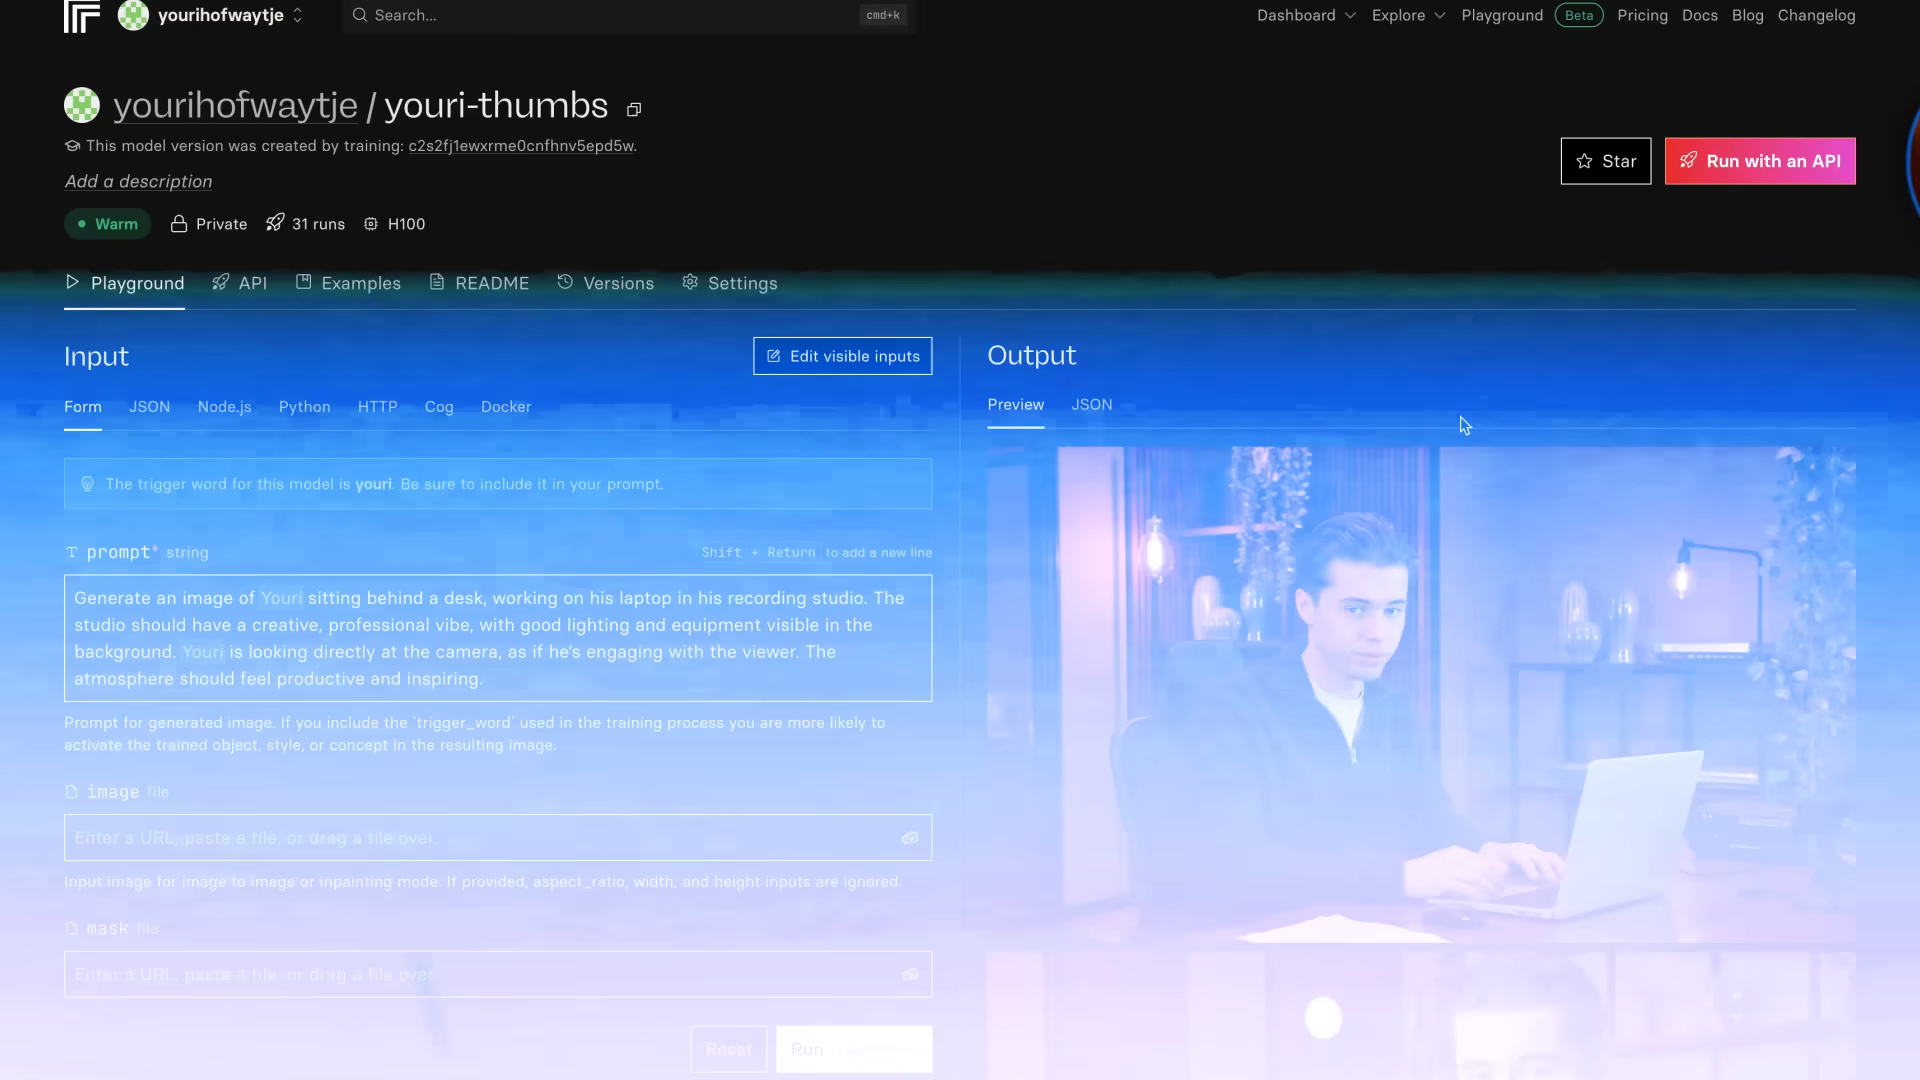 yourihofwaytje
Search...
cmd+k
Dashboard
Explore
Playground
Beta
Pricing
Docs
Blog
Changelog
yourihofwaytje / youri-thumbs
This model version was created by training: c2s2fj1ewxrme0cnfhnv5epd5w.
Add a description
Star
Run with an API
Warm
Private
31 runs
H100
Playground
API
Examples
README
Versions
Settings
Input
Edit visible inputs
Form
JSON
Node.js
Python
HTTP
Cog
Docker
The trigger word for this model is youri. Be sure to include it in your prompt.
prompt* string
Shift + Return to add a new line
Generate an image of Youri sitting behind a desk, working on his laptop in his recording studio. The
studio should have a creative, professional vibe, with good lighting and equipment visible in the
background. Youri is looking directly at the camera, as if he's engaging with the viewer. The
atmosphere should feel productive and inspiring.
Prompt for generated image. If you include the `trigger_word` used in the training process you are more likely to
activate the trained object, style, or concept in the resulting image.
image file
Enter a URL, paste a file, or drag a file over.
Input image for image to image or inpainting mode. If provided, aspect_ratio, width, and height inputs are ignored.
mask file
Enter a URL, paste a file, or drag a file over.
Reset
Run
Output
Preview
JSON